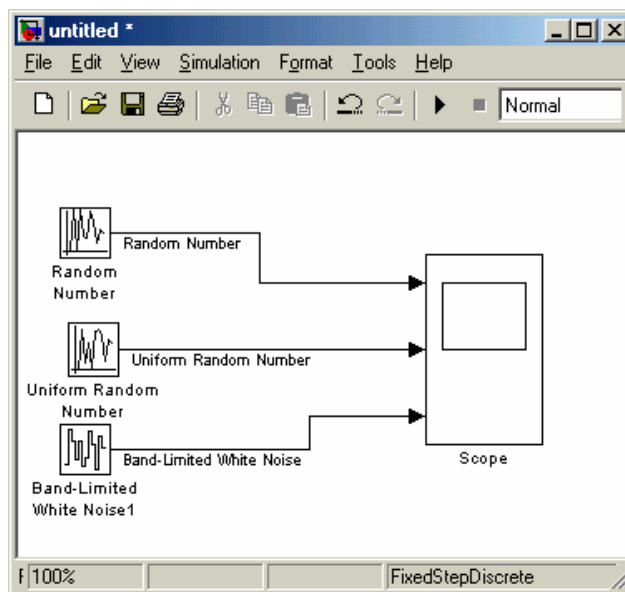 untitled *
File Edit View Simulation Format Tools Help
Normal
Random Number
Random
Number
Uniform Random Number
Uniform Random
Number
Band-Limited White Noise
Band-Limited
White Noise1
Scope
F 100% FixedStepDiscrete